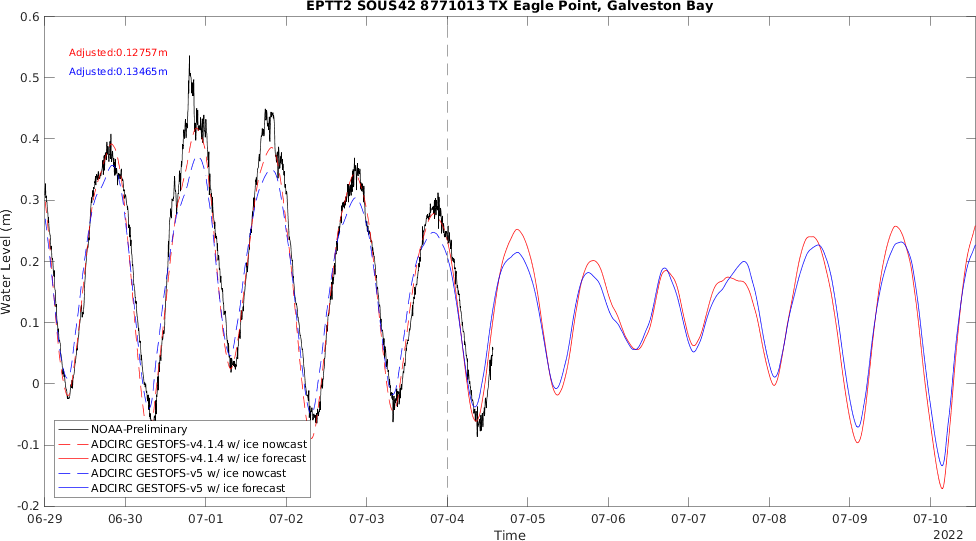 EPTT2 SOUS42 8771013 TX Eagle Point, Galveston Bay
0.6
0.5
0.4
0.3
0.2
0.1
0
-0.1
-0.2
Water Level (m)
Adjusted:0.12757m
Adjusted:0.13465m
NOAA-Preliminary
ADCIRC GESTOFS-v4.1.4 w/ ice nowcast
ADCIRC GESTOFS-v4.1.4 w/ ice forecast
ADCIRC GESTOFS-v5 w/ ice nowcast
ADCIRC GESTOFS-v5 w/ ice forecast
06-29 06-30 07-01 07-02 07-03 07-04 07-05 07-06 07-07 07-08 07-09 07-10
Time
2022